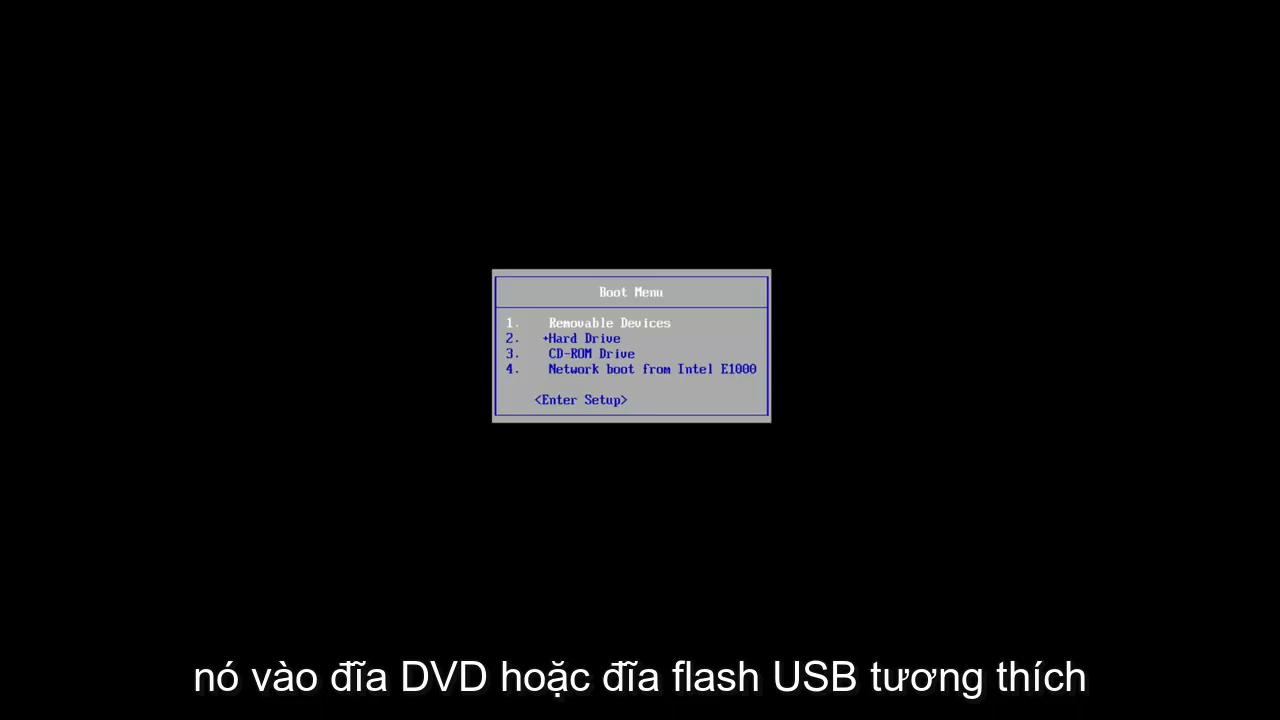 Boot Menu
1. Removable Devices
2. +Hard Drive
3. CD-ROM Drive
4. Network boot from Intel E1000
<Enter Setup>
nó vào đĩa DVD hoặc đĩa flash USB tương thích